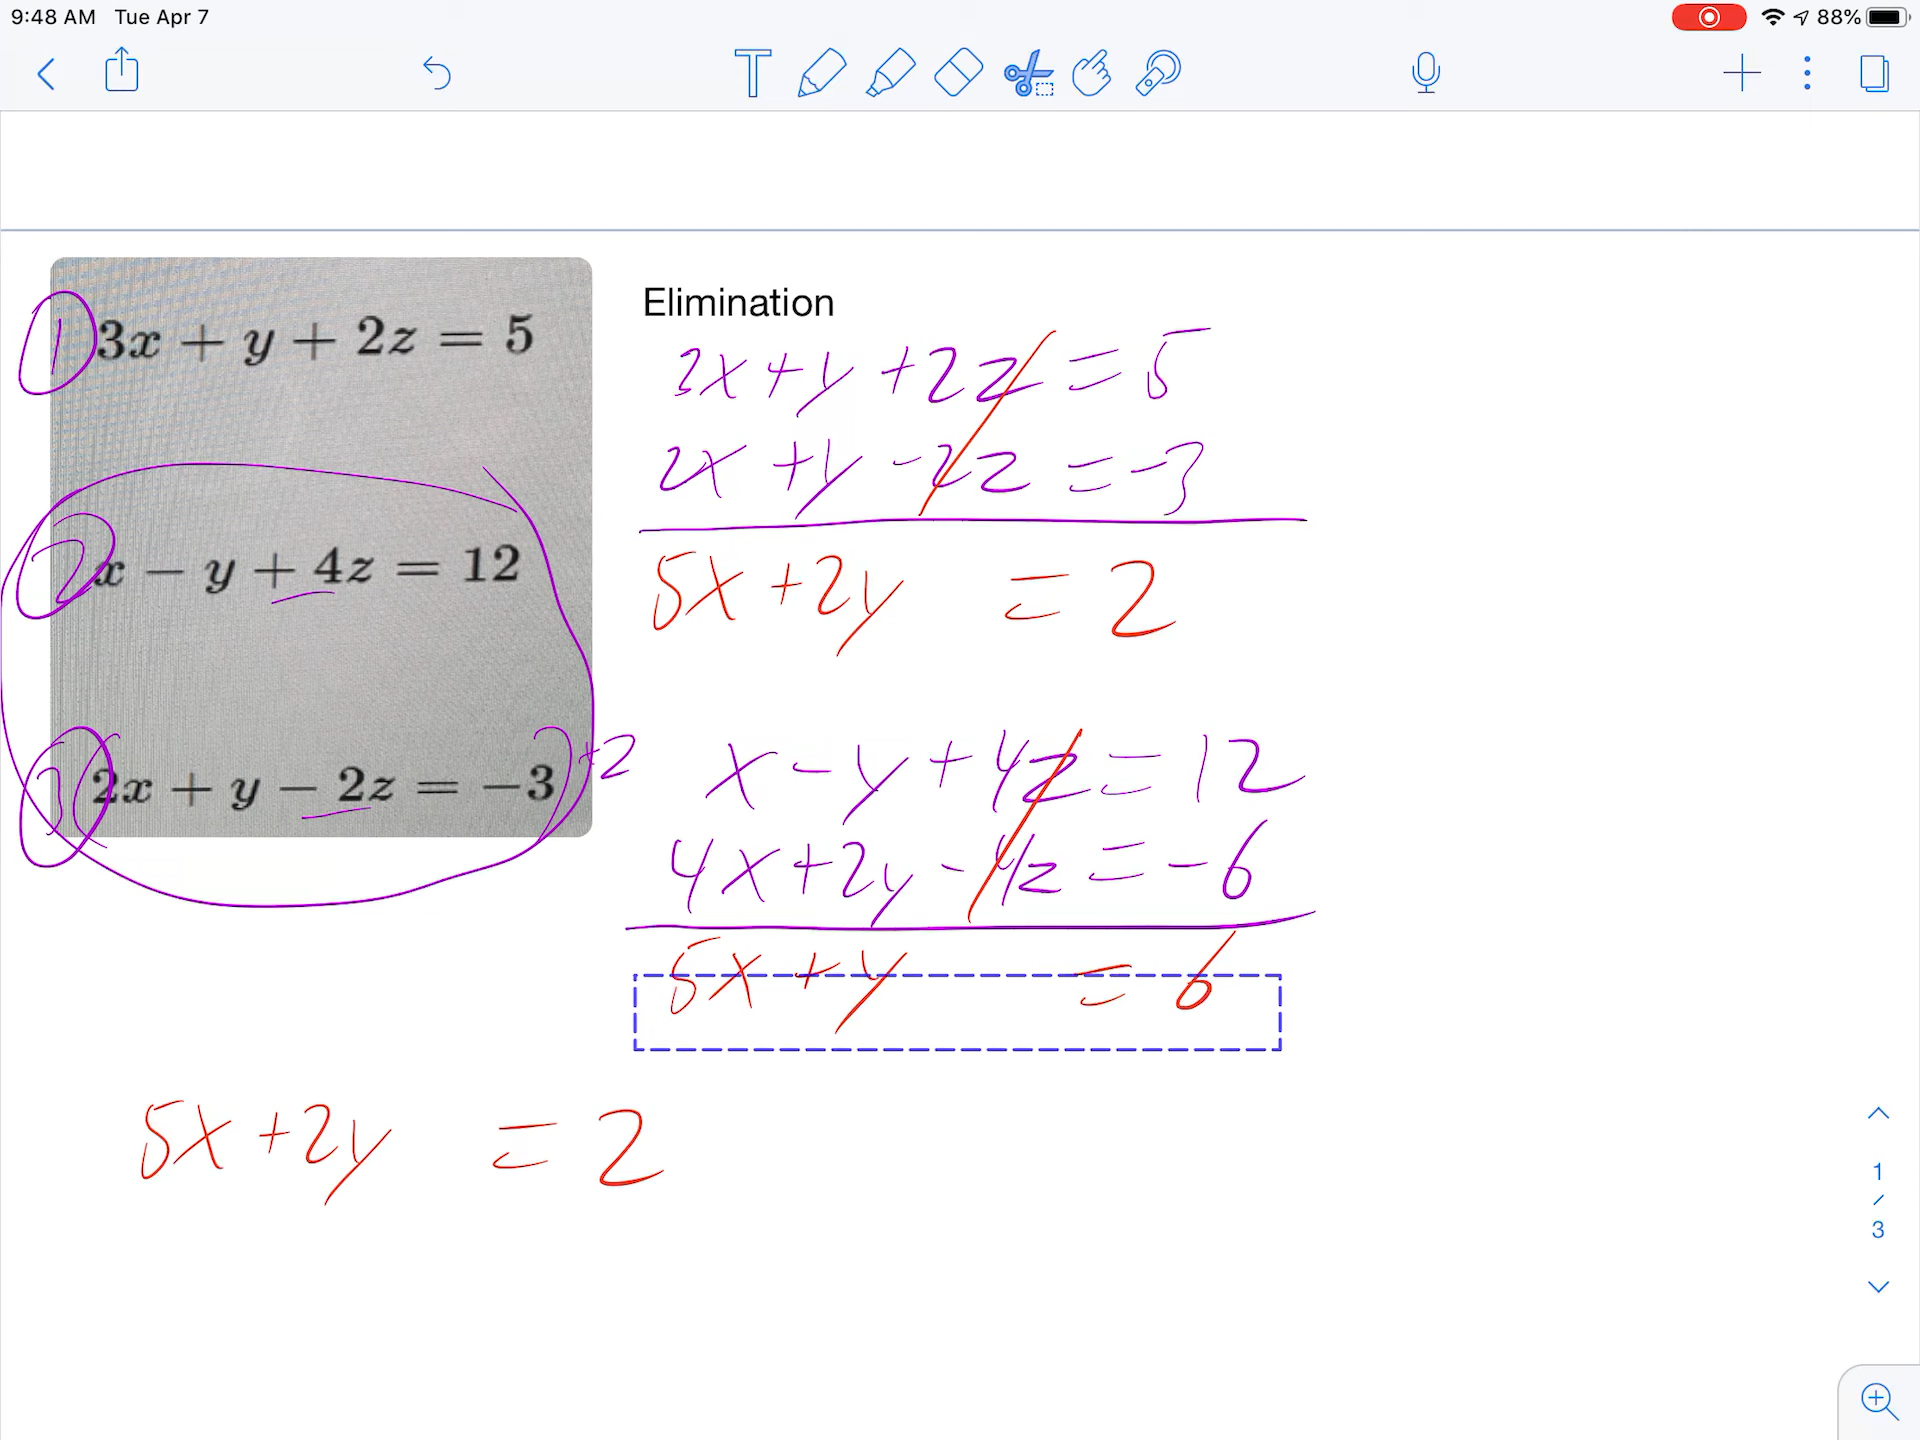 9:48 AM Tue Apr 7
88%
T
① 3x + y + 2z = 5
② x − y + 4z = 12
③ (2x + y − 2z = −3) *2
Elimination
3x + y + 2z = 5
2x + y − 2z = −3
5x + 2y = 2
x − y + 4z = 12
4x + 2y − 4z = −6
5x + y = 6
5x + 2y = 2
1
/
3